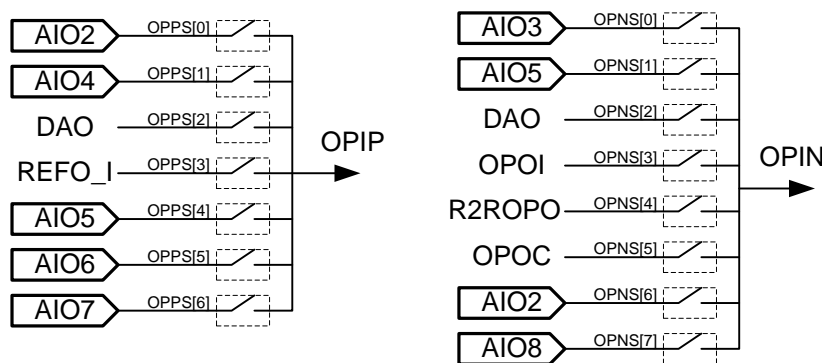 AIO2 OPPS[0]
AIO4 OPPS[1]
DAO OPPS[2]
REFO_I OPPS[3]
AIO5 OPPS[4]
AIO6 OPPS[5]
AIO7 OPPS[6]
OPIP
AIO3 OPNS[0]
AIO5 OPNS[1]
DAO OPNS[2]
OPOI OPNS[3]
R2ROPO OPNS[4]
OPOC OPNS[5]
AIO2 OPNS[6]
AIO8 OPNS[7]
OPIN